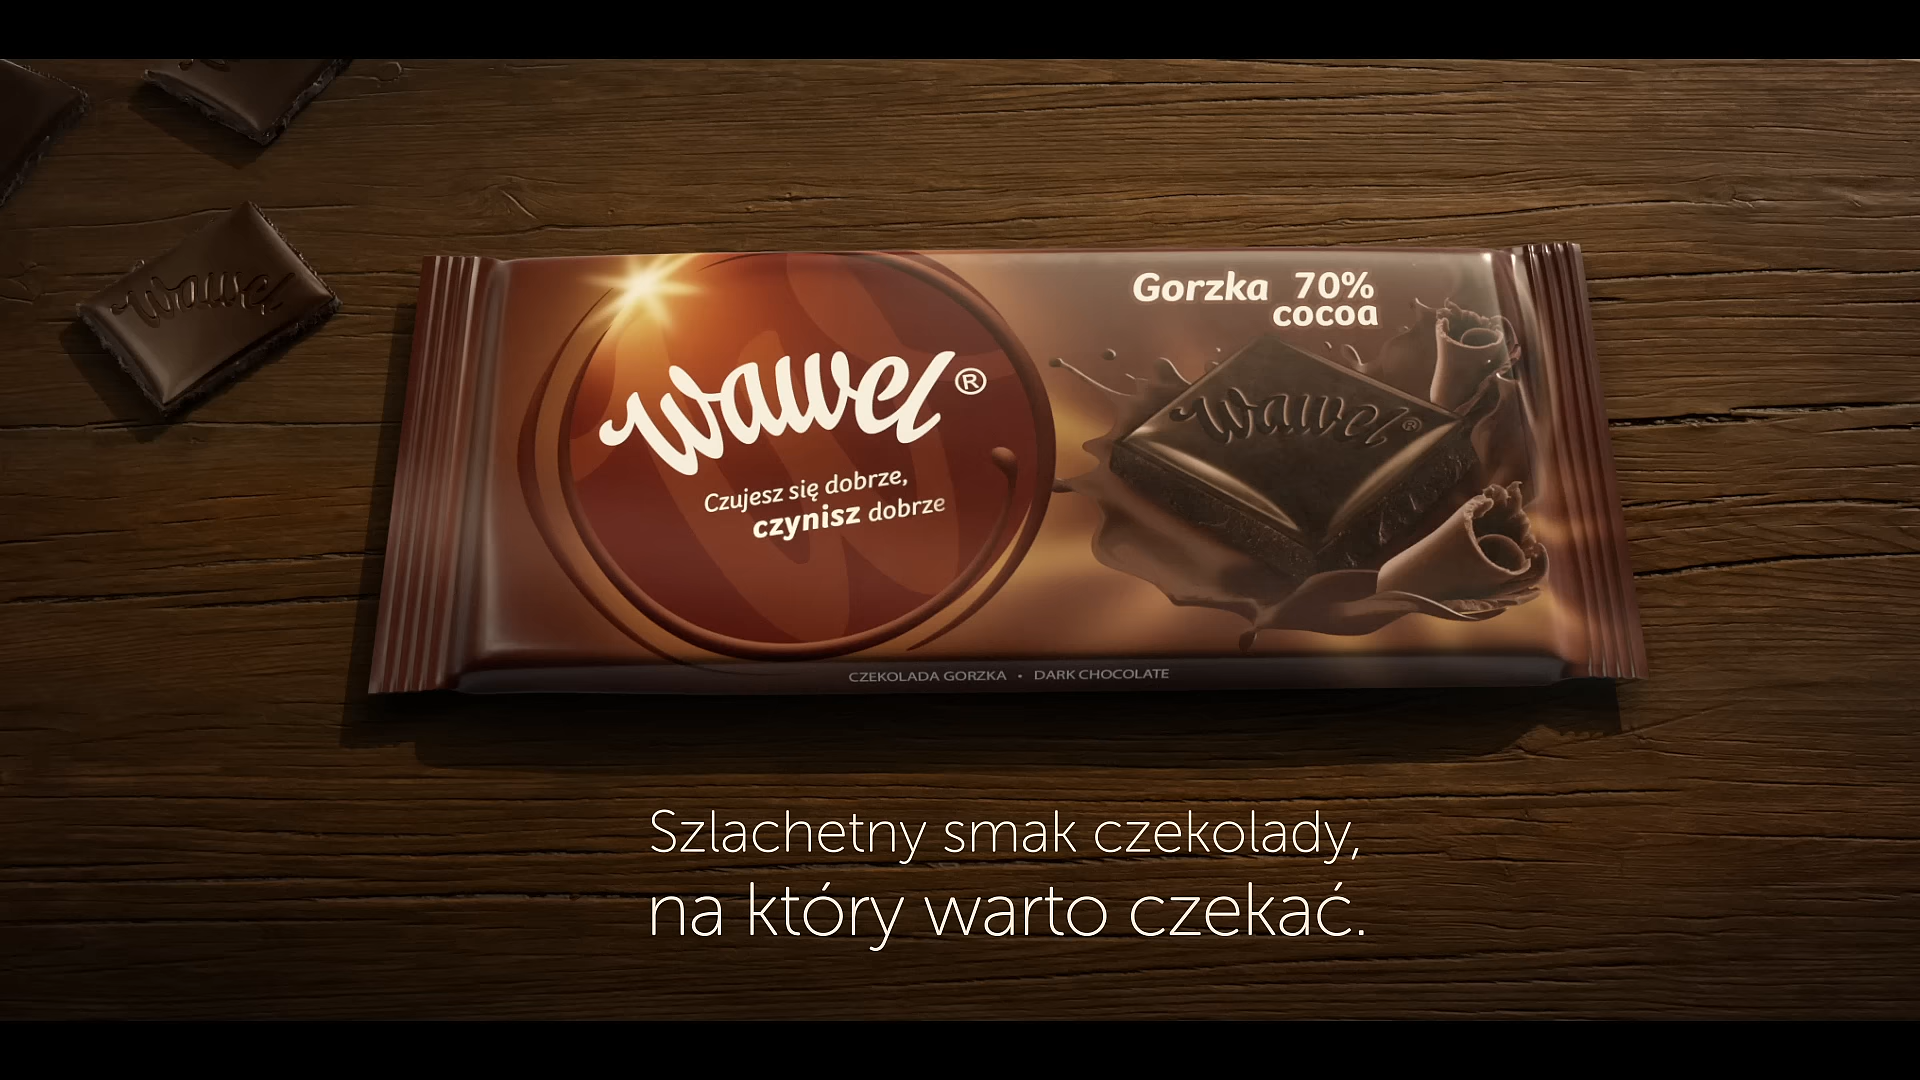 Gorzka 70%
cocoa
wawel®
wawel®
wawel
Czujesz się dobrze,
czynisz dobrze
CZEKOLADA GORZKA • DARK CHOCOLATE
Szlachetny smak czekolady,
na który warto czekać.